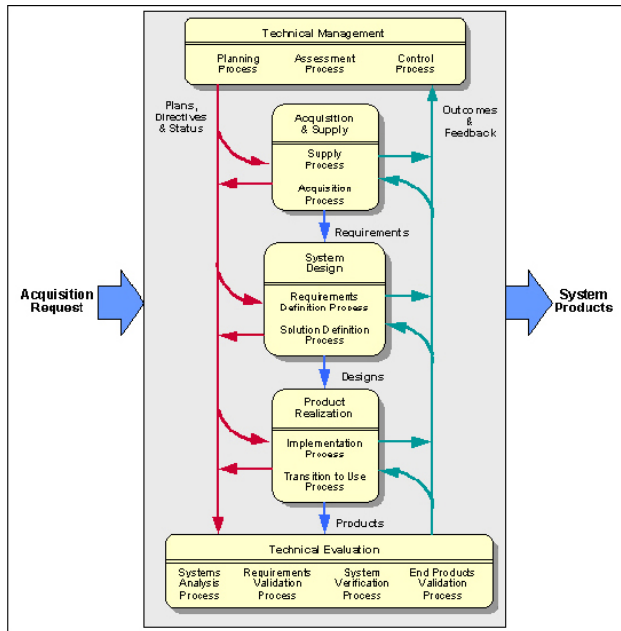 Technical Management
Planning Process
Assessment Process
Control Process
Plans,
Directives
& Status
Outcomes
&
Feedback
Acquisition
& Supply
Supply
Process
Acquisition
Process
Requirements
System
Design
Requirements
Definition Process
Solution Definition
Process
Acquisition
Request
System
Products
Designs
Product
Realization
Implementation
Process
Transition to Use
Process
Products
Technical Evaluation
Systems
Analysis
Process
Requirements
Validation
Process
System
Verification
Process
End Products
Validation
Process